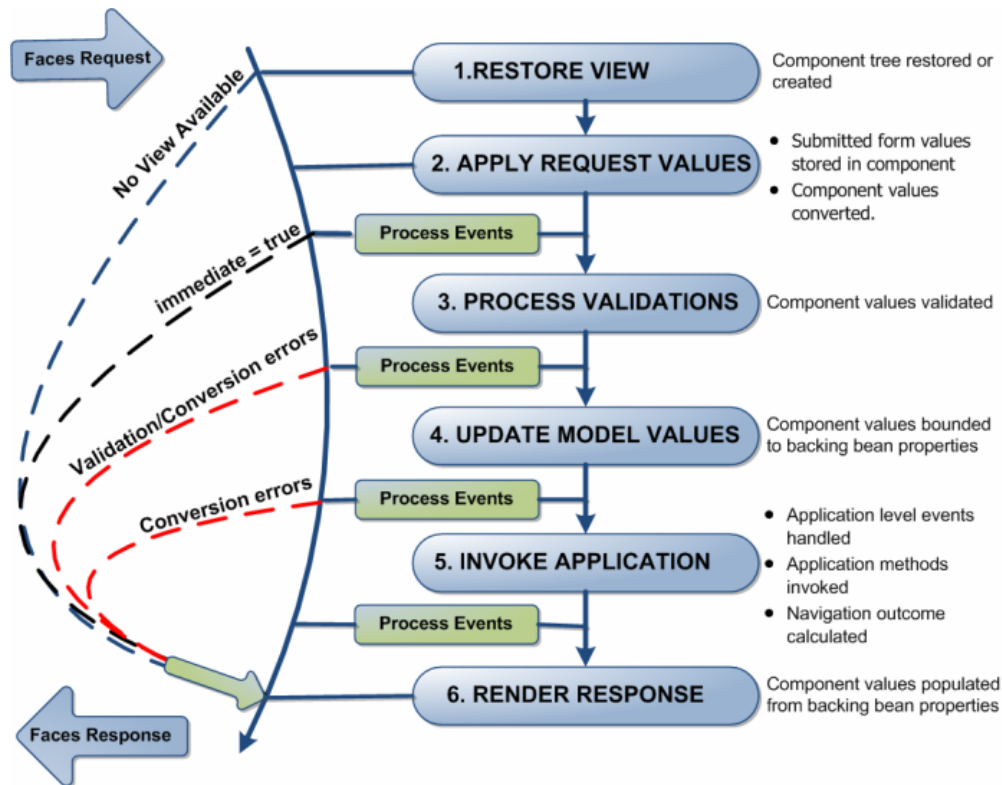 Faces Request
1.RESTORE VIEW
Component tree restored or
created
No View Available
2. APPLY REQUEST VALUES
• Submitted form values
stored in component
• Component values
converted.
immediate = true
Process Events
3. PROCESS VALIDATIONS
Component values validated
Validation/Conversion errors
Process Events
4. UPDATE MODEL VALUES
Component values bounded
to backing bean properties
Conversion errors
Process Events
5. INVOKE APPLICATION
• Application level events
handled
• Application methods
invoked
• Navigation outcome
calculated
Process Events
6. RENDER RESPONSE
Component values populated
from backing bean properties
Faces Response